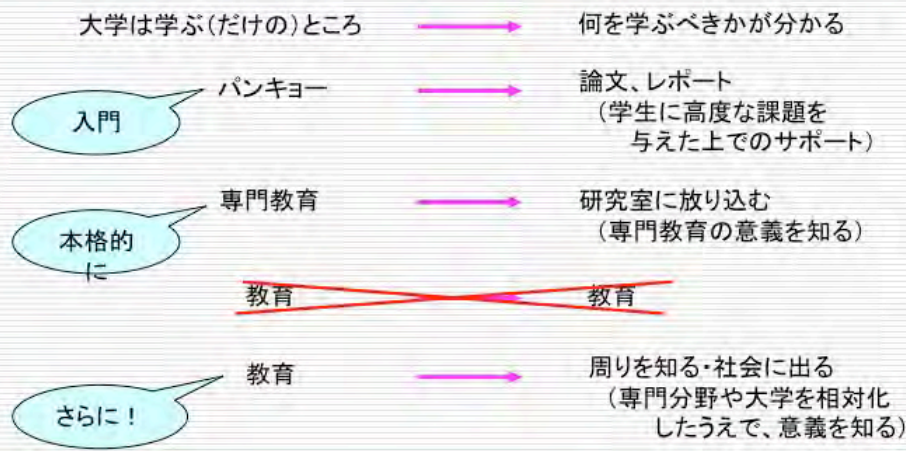 大学は学ぶ(だけの)ところ
何を学ぶべきかが分かる
入門
パンキョー
論文、レポート
(学生に高度な課題を
与えた上でのサポート)
本格的
に
専門教育
研究室に放り込む
(専門教育の意義を知る)
教育
教育
さらに！
教育
周りを知る・社会に出る
(専門分野や大学を相対化
したうえで、意義を知る)